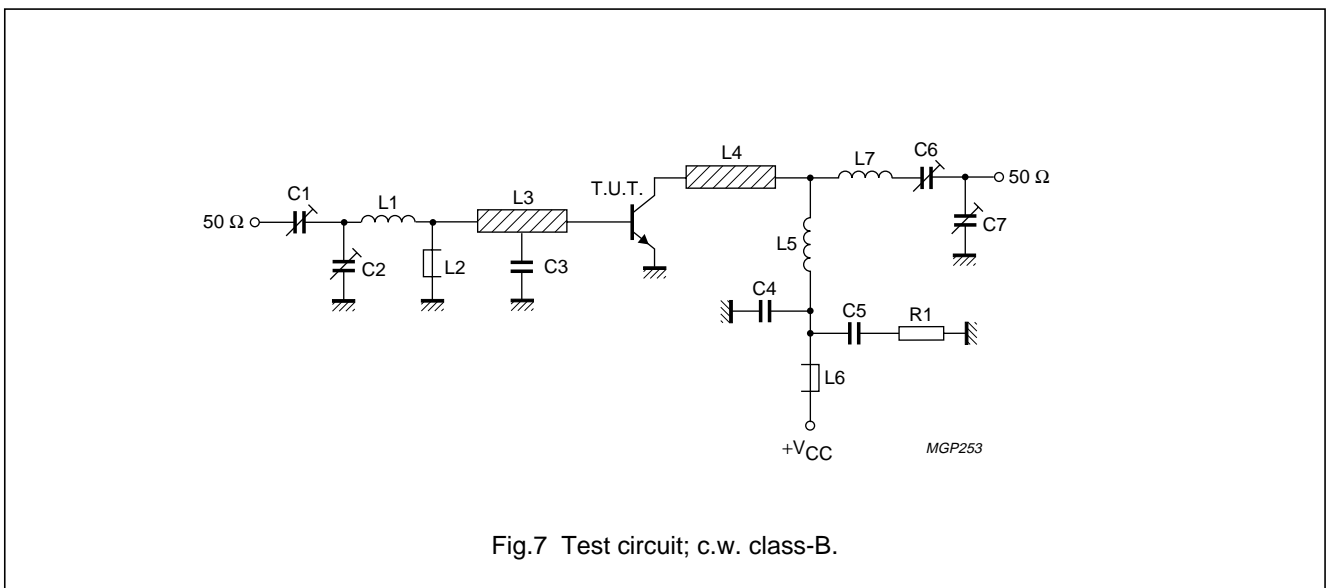 C6
L4
L7
T.U.T.
50 Ω
C1
L3
L1
50 Ω
C7
L5
C2
L2
C3
C4
C5
R1
L6
+VCC
MGP253
Fig.7 Test circuit; c.w. class-B.